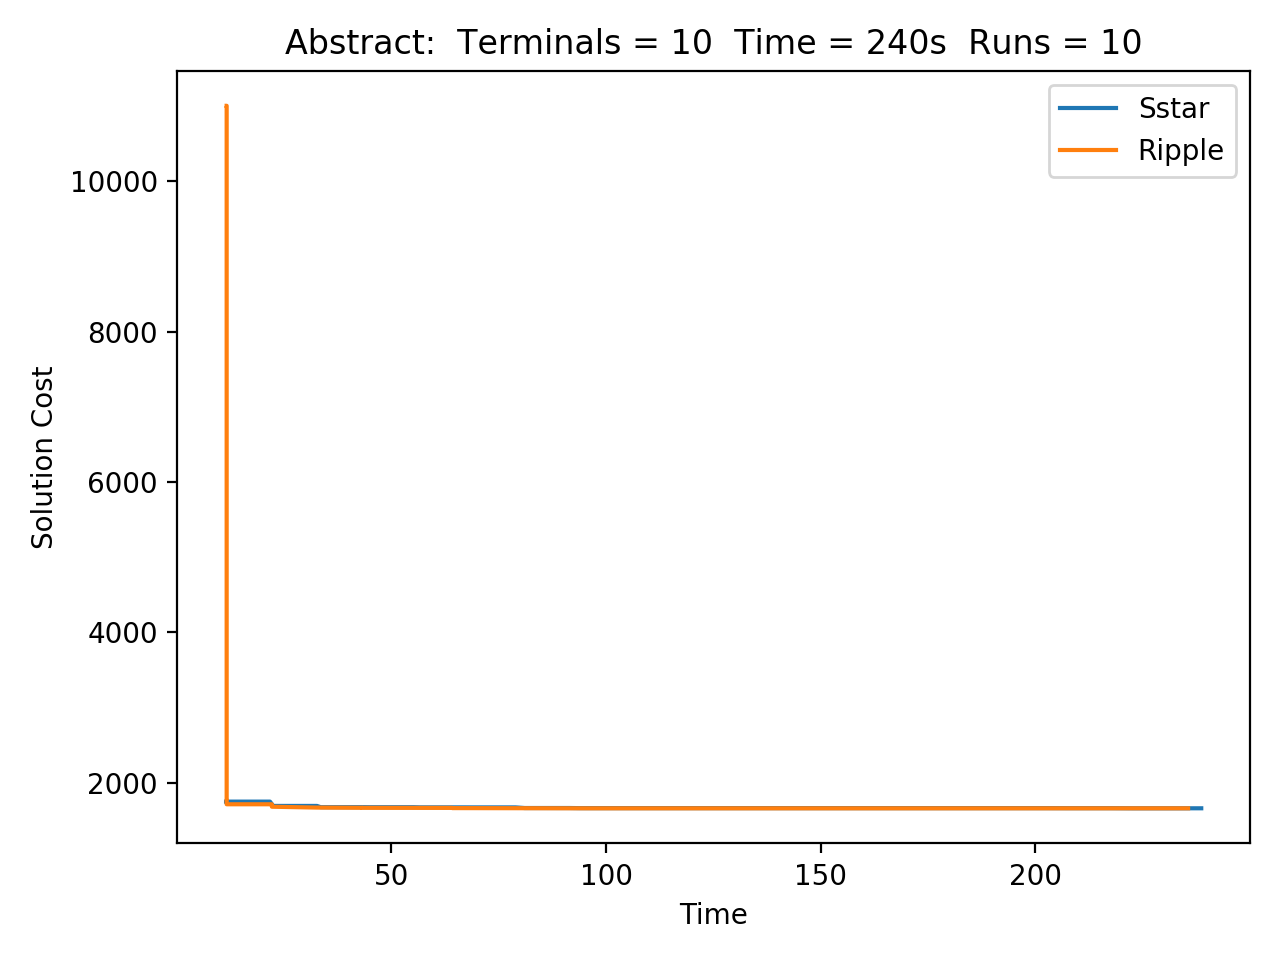 Abstract:  Terminals = 10  Time = 240s  Runs = 10
Sstar
Ripple
10000
8000
6000
4000
2000
Solution Cost
50
100
150
200
Time